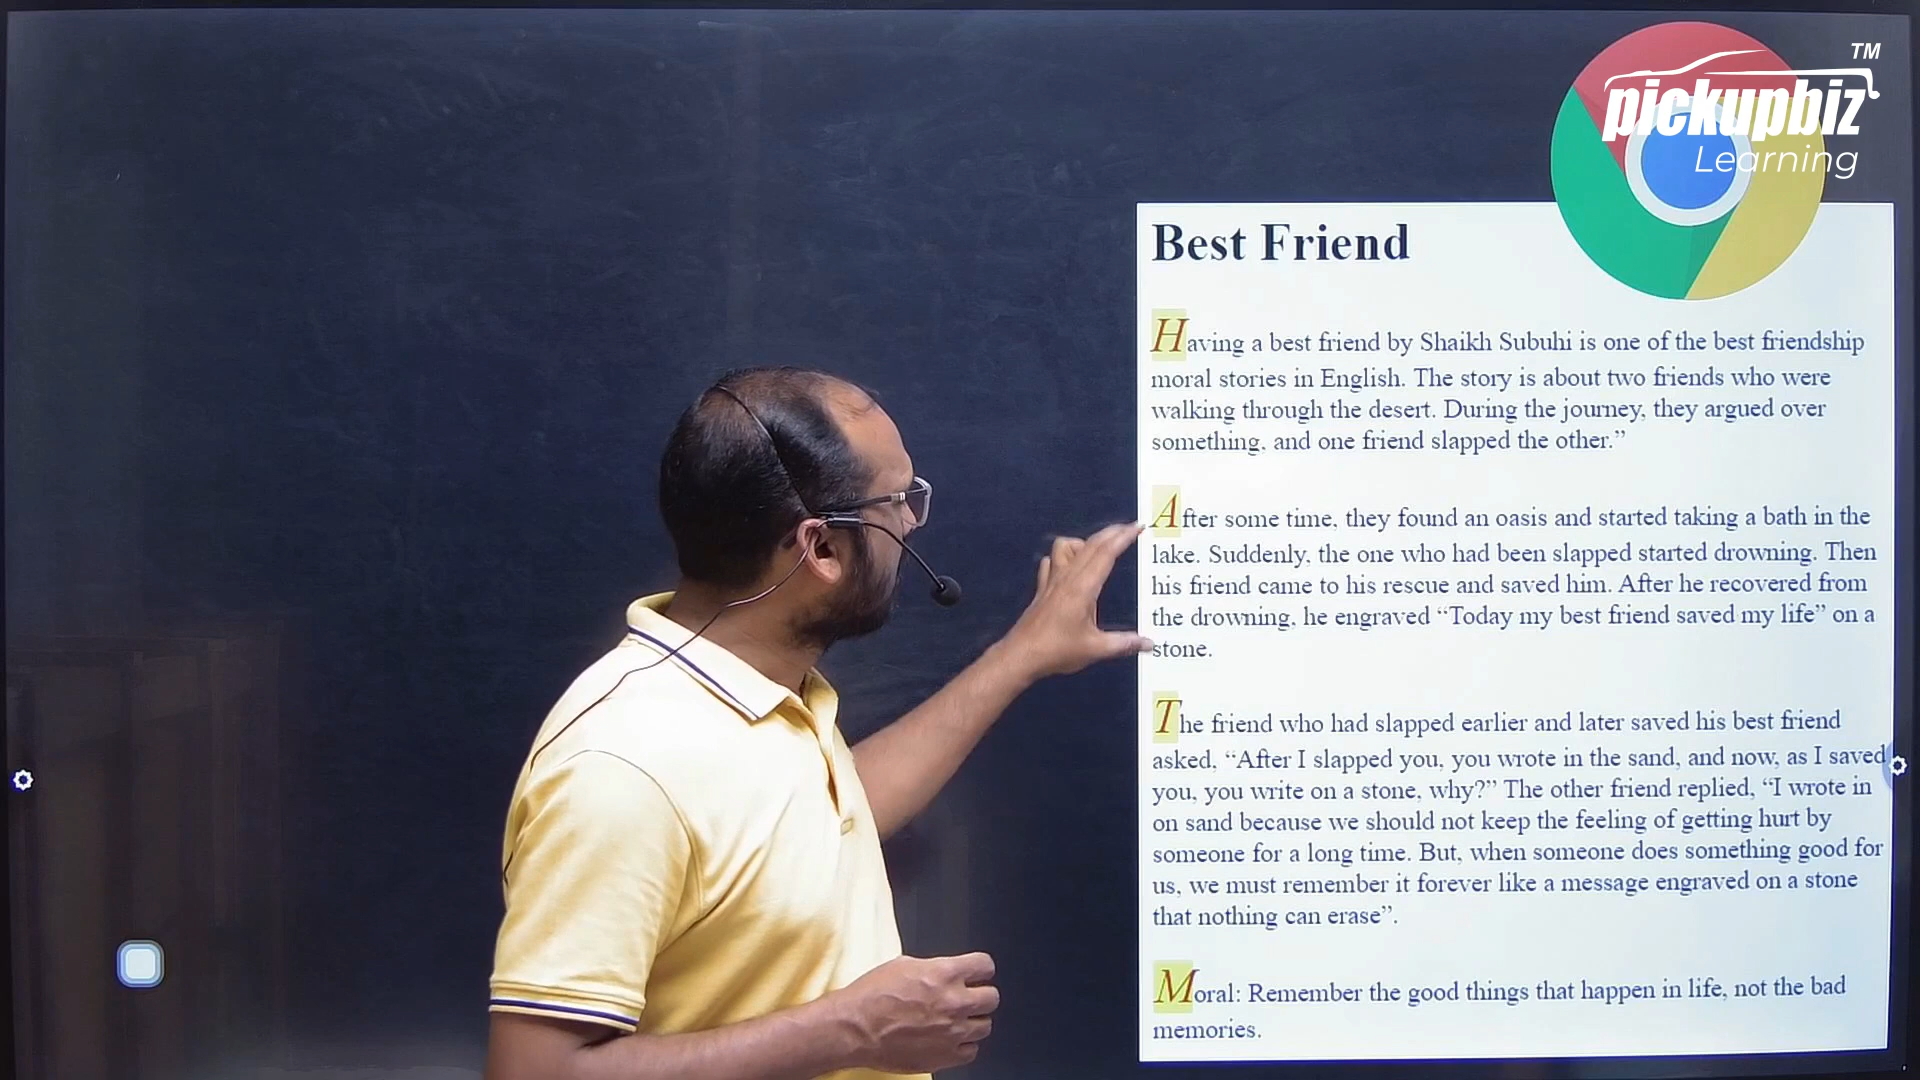 TM
pickupbiz
Learning
Best Friend
Having a best friend by Shaikh Subuhi is one of the best friendship
moral stories in English. The story is about two friends who were
walking through the desert. During the journey, they argued over
something, and one friend slapped the other.”
After some time, they found an oasis and started taking a bath in the
lake. Suddenly, the one who had been slapped started drowning. Then
his friend came to his rescue and saved him. After he recovered from
the drowning, he engraved “Today my best friend saved my life” on a
stone.
The friend who had slapped earlier and later saved his best friend
asked, “After I slapped you, you wrote in the sand, and now, as I saved
you, you write on a stone, why?” The other friend replied, “I wrote in
on sand because we should not keep the feeling of getting hurt by
someone for a long time. But, when someone does something good for
us, we must remember it forever like a message engraved on a stone
that nothing can erase”.
Moral: Remember the good things that happen in life, not the bad
memories.